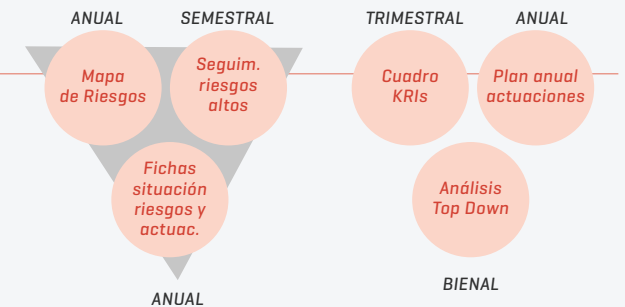 ANUAL
SEMESTRAL
TRIMESTRAL
ANUAL
Mapa
de Riesgos
Seguim.
riesgos
altos
Cuadro
KRIs
Plan anual
actuaciones
Fichas
situación
riesgos y
actuac.
Análisis
Top Down
ANUAL
BIENAL